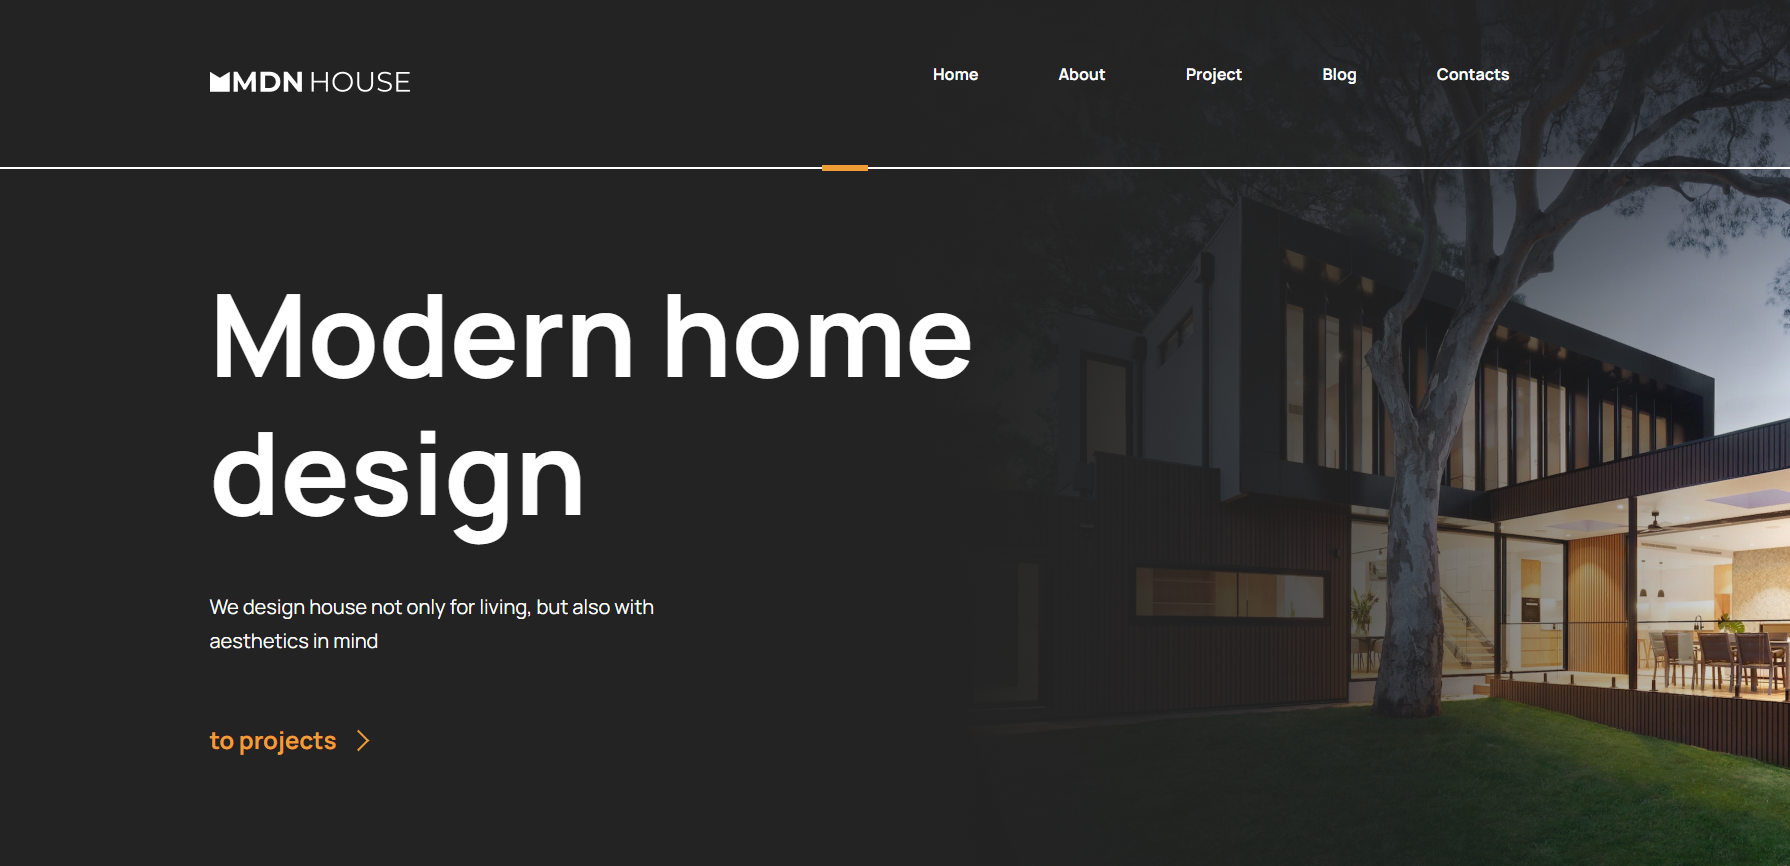 MDN HOUSE
Home About Project Blog Contacts
Modern home
design
We design house not only for living, but also with
aesthetics in mind
to projects